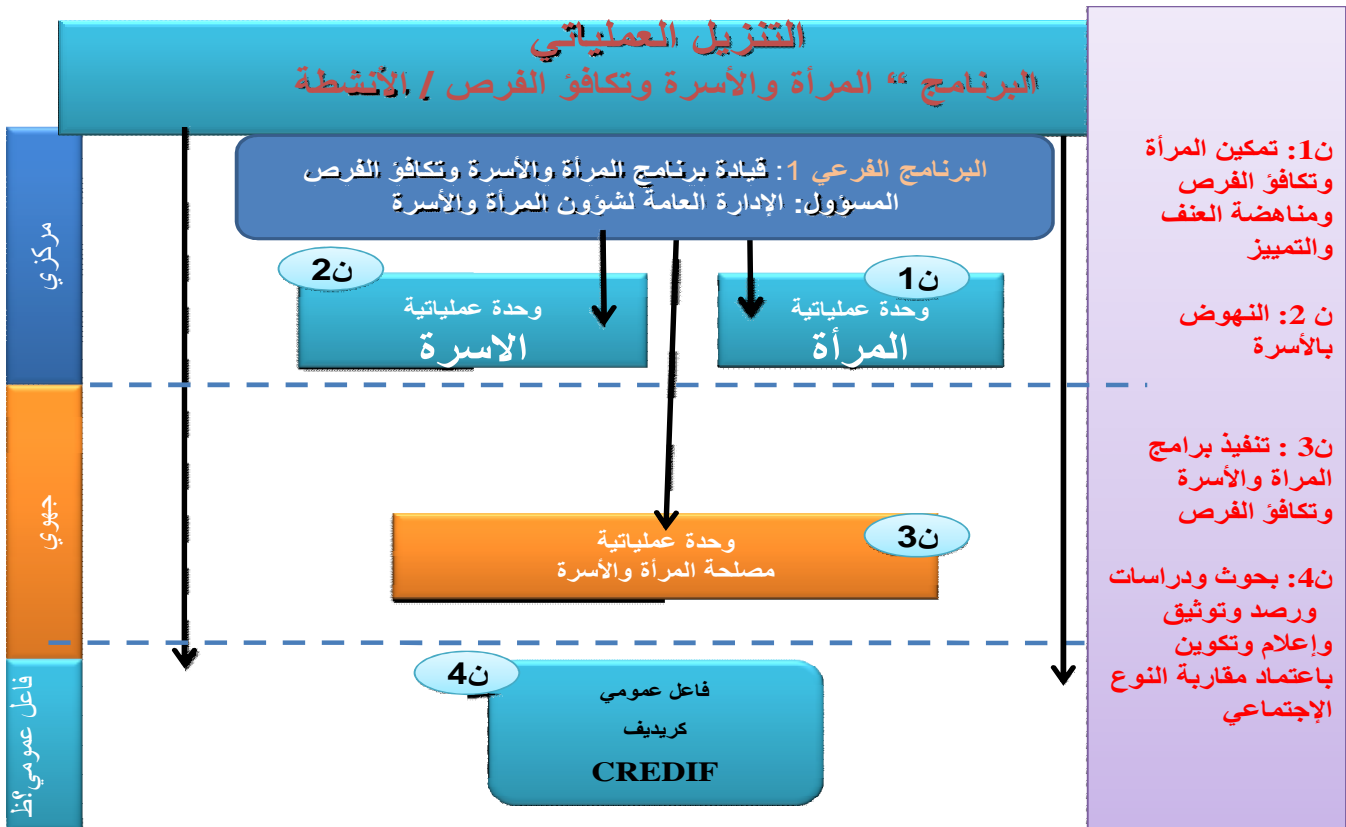 التنزيل العملياتي
البرنامج “ المرأة والأسرة وتكافؤ الفرص / الأنشطة
البرنامج الفرعي 1: قيادة برنامج المرأة والأسرة وتكافؤ الفرص
المسؤول: الإدارة العامة لشؤون المرأة والأسرة
مركزي
ن1
وحدة عملياتية
المرأة
ن2
وحدة عملياتية
الاسرة
جهوي
ن3
وحدة عملياتية
مصلحة المرأة والأسرة
فاعل عمومي؟ظ
ن4
فاعل عمومي
كريديف
CREDIF
ن1: تمكين المرأة
وتكافؤ الفرص
ومناهضة العنف
والتمييز
ن 2: النهوض
بالأسرة
ن3 : تنفيذ برامج
المراة والأسرة
وتكافؤ الفرص
ن4: بحوث ودراسات
ورصد وتوثيق
وإعلام وتكوين
باعتماد مقاربة النوع
الإجتماعي